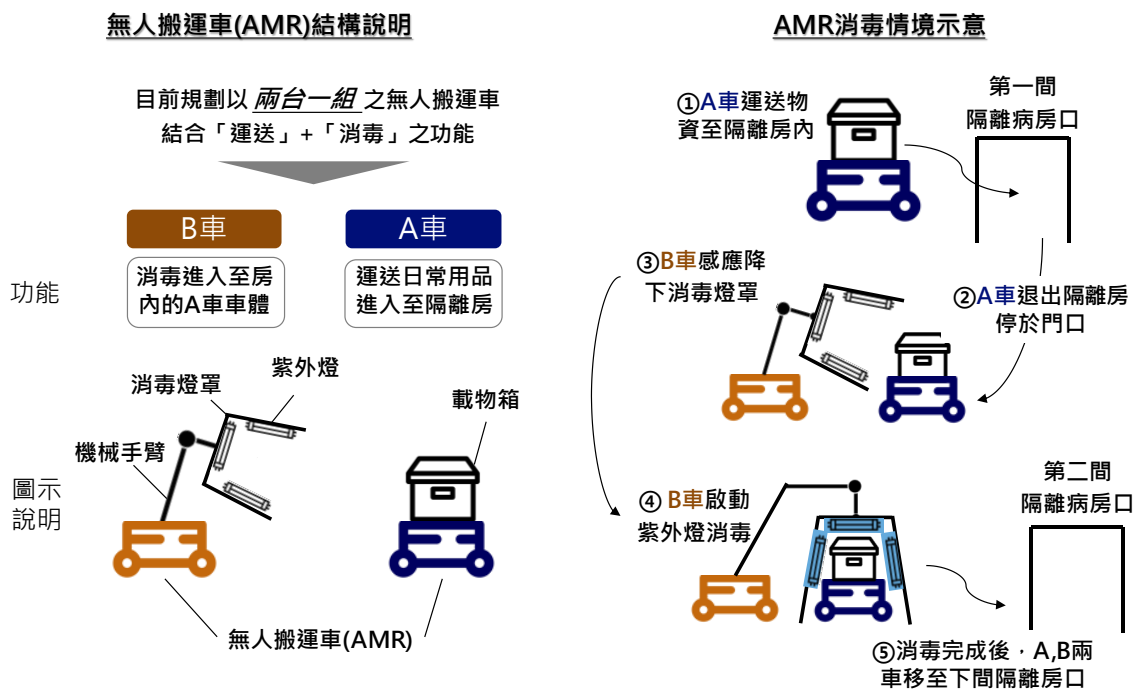 無人搬運車(AMR)結構說明
目前規劃以 兩台一組 之無人搬運車
結合「運送」+「消毒」之功能
B車
A車
功能
消毒進入至房
內的A車車體
運送日常用品
進入至隔離房
圖示
說明
紫外燈
消毒燈罩
機械手臂
載物箱
無人搬運車(AMR)
AMR消毒情境示意
①A車運送物
資至隔離房內
第一間
隔離病房口
②A車退出隔離房
停於門口
③B車感應降
下消毒燈罩
④ B車啟動
紫外燈消毒
第二間
隔離病房口
⑤消毒完成後，A,B兩
車移至下間隔離房口